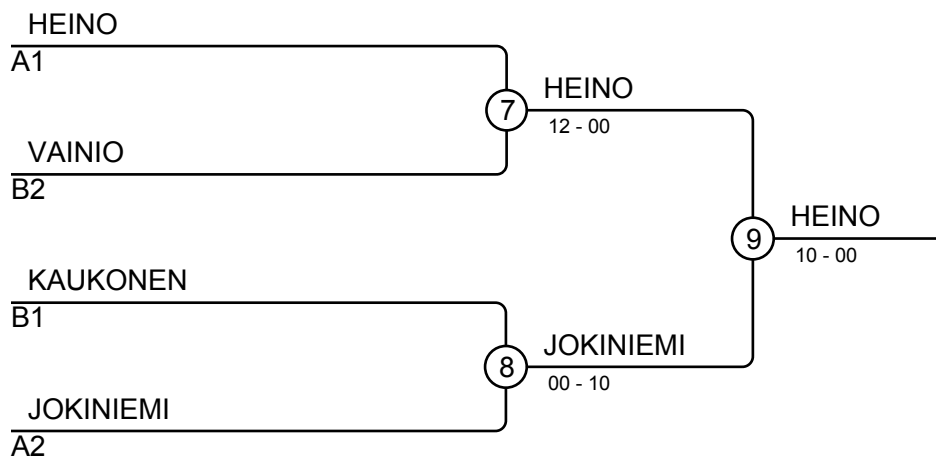 HEINO
A1
7
HEINO
12 - 00
VAINIO
B2
9
HEINO
10 - 00
KAUKONEN
B1
8
JOKINIEMI
00 - 10
JOKINIEMI
A2